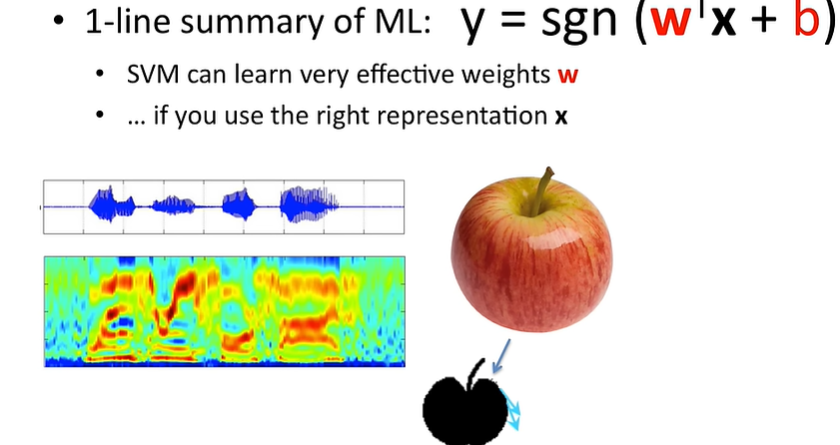 • 1-line summary of ML: y = sgn (wᵀx + b)
• SVM can learn very effective weights w
• ... if you use the right representation x